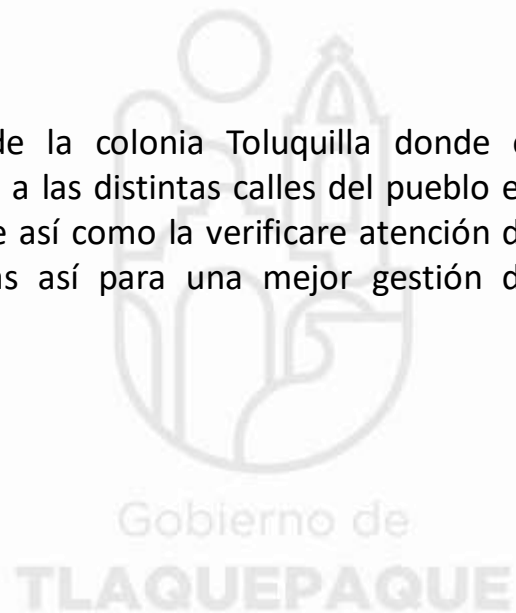 de la colonia Toluquilla donde
a las distintas calles del pueblo
así como la verificare atención
así para una mejor gestión
Gobierno de
TLAQUEPAQUE